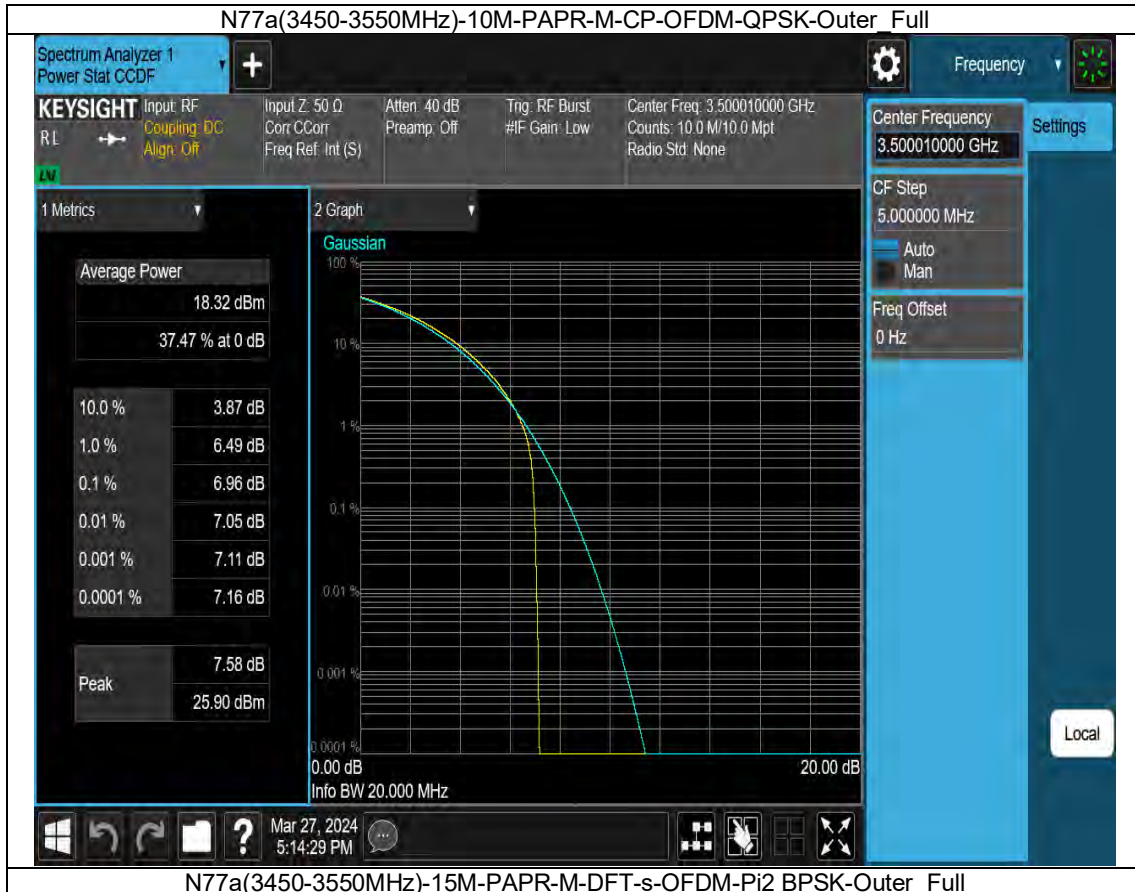 N77a(3450-3550MHz)-10M-PAPR-M-CP-OFDM-QPSK-Outer_Full
Spectrum Analyzer 1
Power Stat CCDF
+
Frequency
KEYSIGHT
RL
Input: RF
Coupling: DC
Align: Off
Input Z: 50 Ω
Corr CCorr
Freq Ref: Int (S)
Atten: 40 dB
Preamp: Off
Trig: RF Burst
#IF Gain: Low
Center Freq: 3.500010000 GHz
Counts: 10.0 M/10.0 Mpt
Radio Std: None
Center Frequency
3.500010000 GHz
Settings
CF Step
5.000000 MHz
Auto
Man
Freq Offset
0 Hz
1 Metrics
Average Power
18.32 dBm
37.47 % at 0 dB
10.0 % 3.87 dB
1.0 % 6.49 dB
0.1 % 6.96 dB
0.01 % 7.05 dB
0.001 % 7.11 dB
0.0001 % 7.16 dB
Peak
7.58 dB
25.90 dBm
2 Graph
Gaussian
100 %
10 %
1 %
0.1 %
0.01 %
0.001 %
0.0001 %
0.00 dB
20.00 dB
Info BW 20.000 MHz
Local
?
Mar 27, 2024
5:14:29 PM
N77a(3450-3550MHz)-15M-PAPR-M-DFT-s-OFDM-Pi2 BPSK-Outer_Full